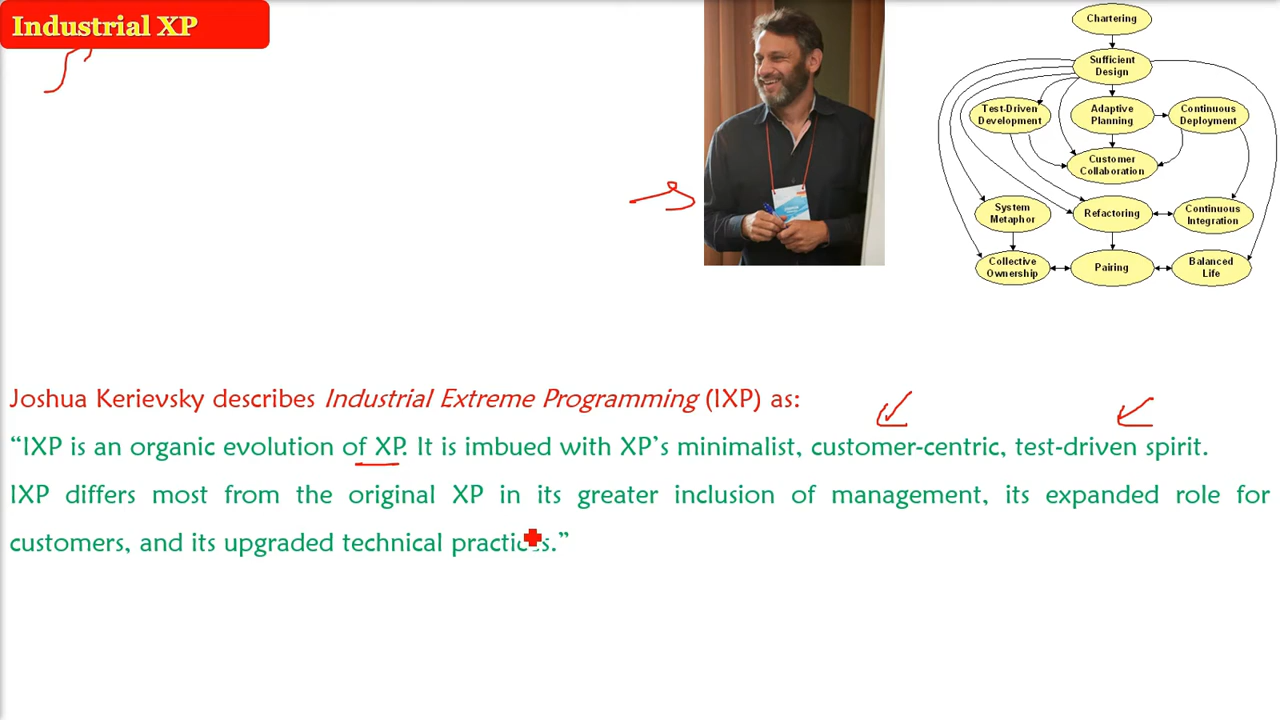 Industrial XP
Chartering
Sufficient
Design
Test-Driven
Development
Adaptive
Planning
Continuous
Deployment
Customer
Collaboration
System
Metaphor
Refactoring
Continuous
Integration
Collective
Ownership
Pairing
Balanced
Life
Joshua Kerievsky describes Industrial Extreme Programming (IXP) as:
“IXP is an organic evolution of XP. It is imbued with XP’s minimalist, customer-centric, test-driven spirit.
IXP differs most from the original XP in its greater inclusion of management, its expanded role for
customers, and its upgraded technical practices.”